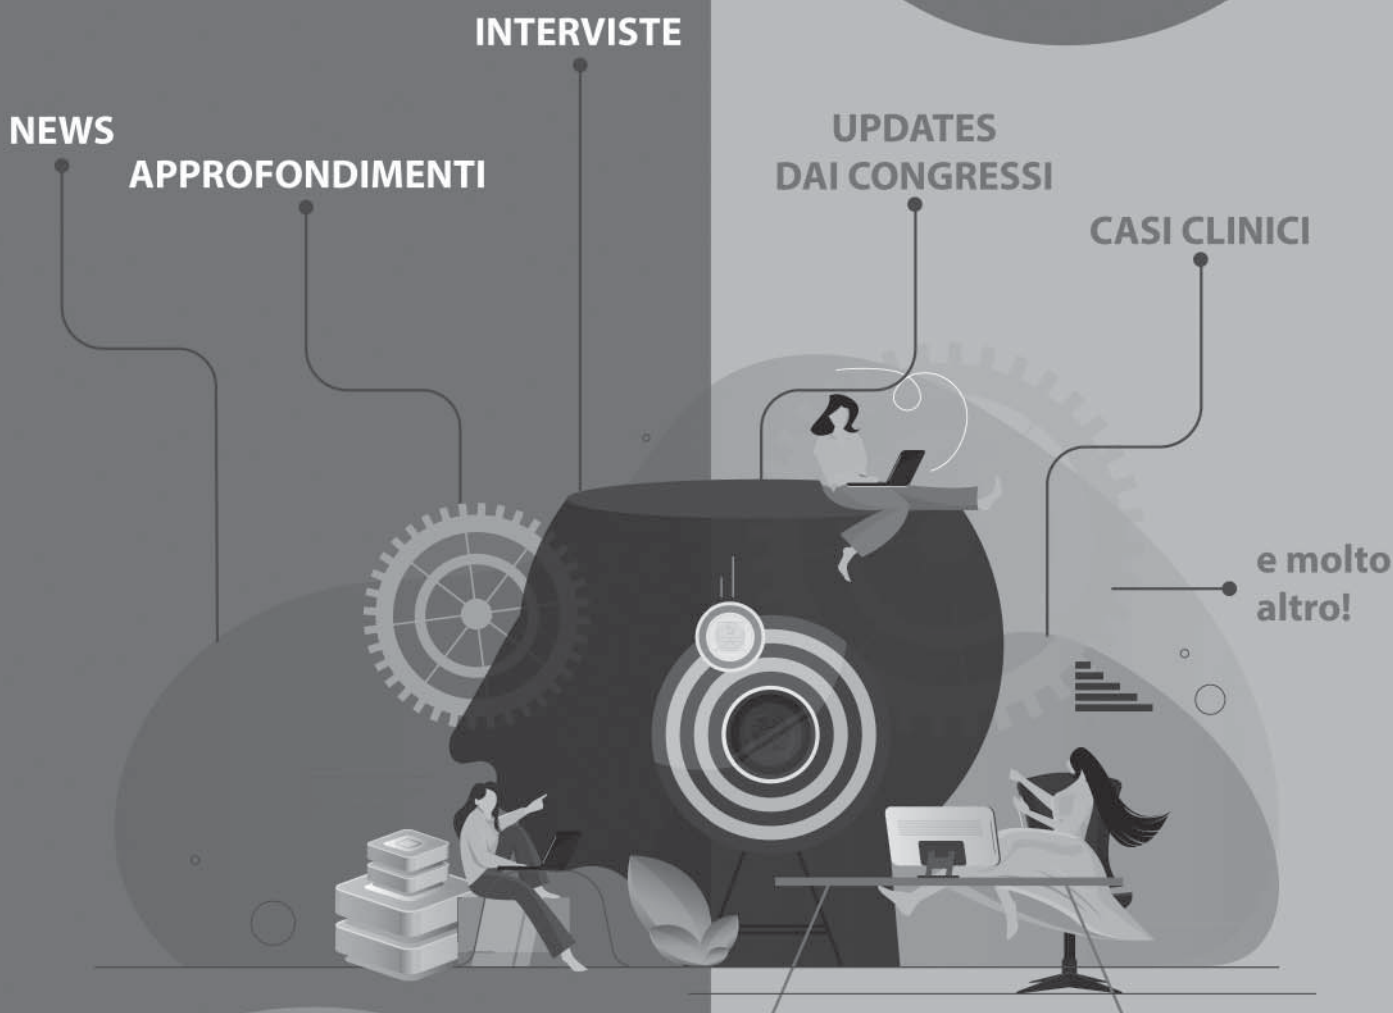 INTERVISTE
NEWS
APPROFONDIMENTI
UPDATES
DAI CONGRESSI
CASI CLINICI
e molto
altro!